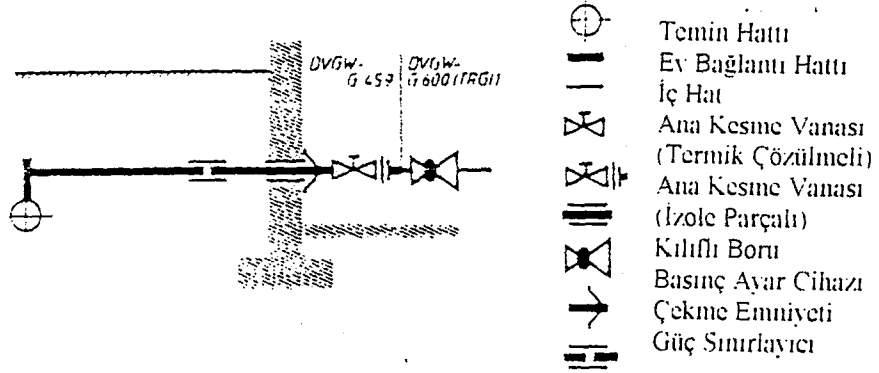 DVGW-
G 459
DVGW-
G 600 (TRGI)
Temin Hattı
Ev Bağlantı Hattı
İç Hat
Ana Kesme Vanası
(Termik Çözülmeli)
Ana Kesme Vanası
(İzole Parçalı)
Kılıflı Boru
Basınç Ayar Cihazı
Çekme Emniyeti
Güç Sınırlayıcı